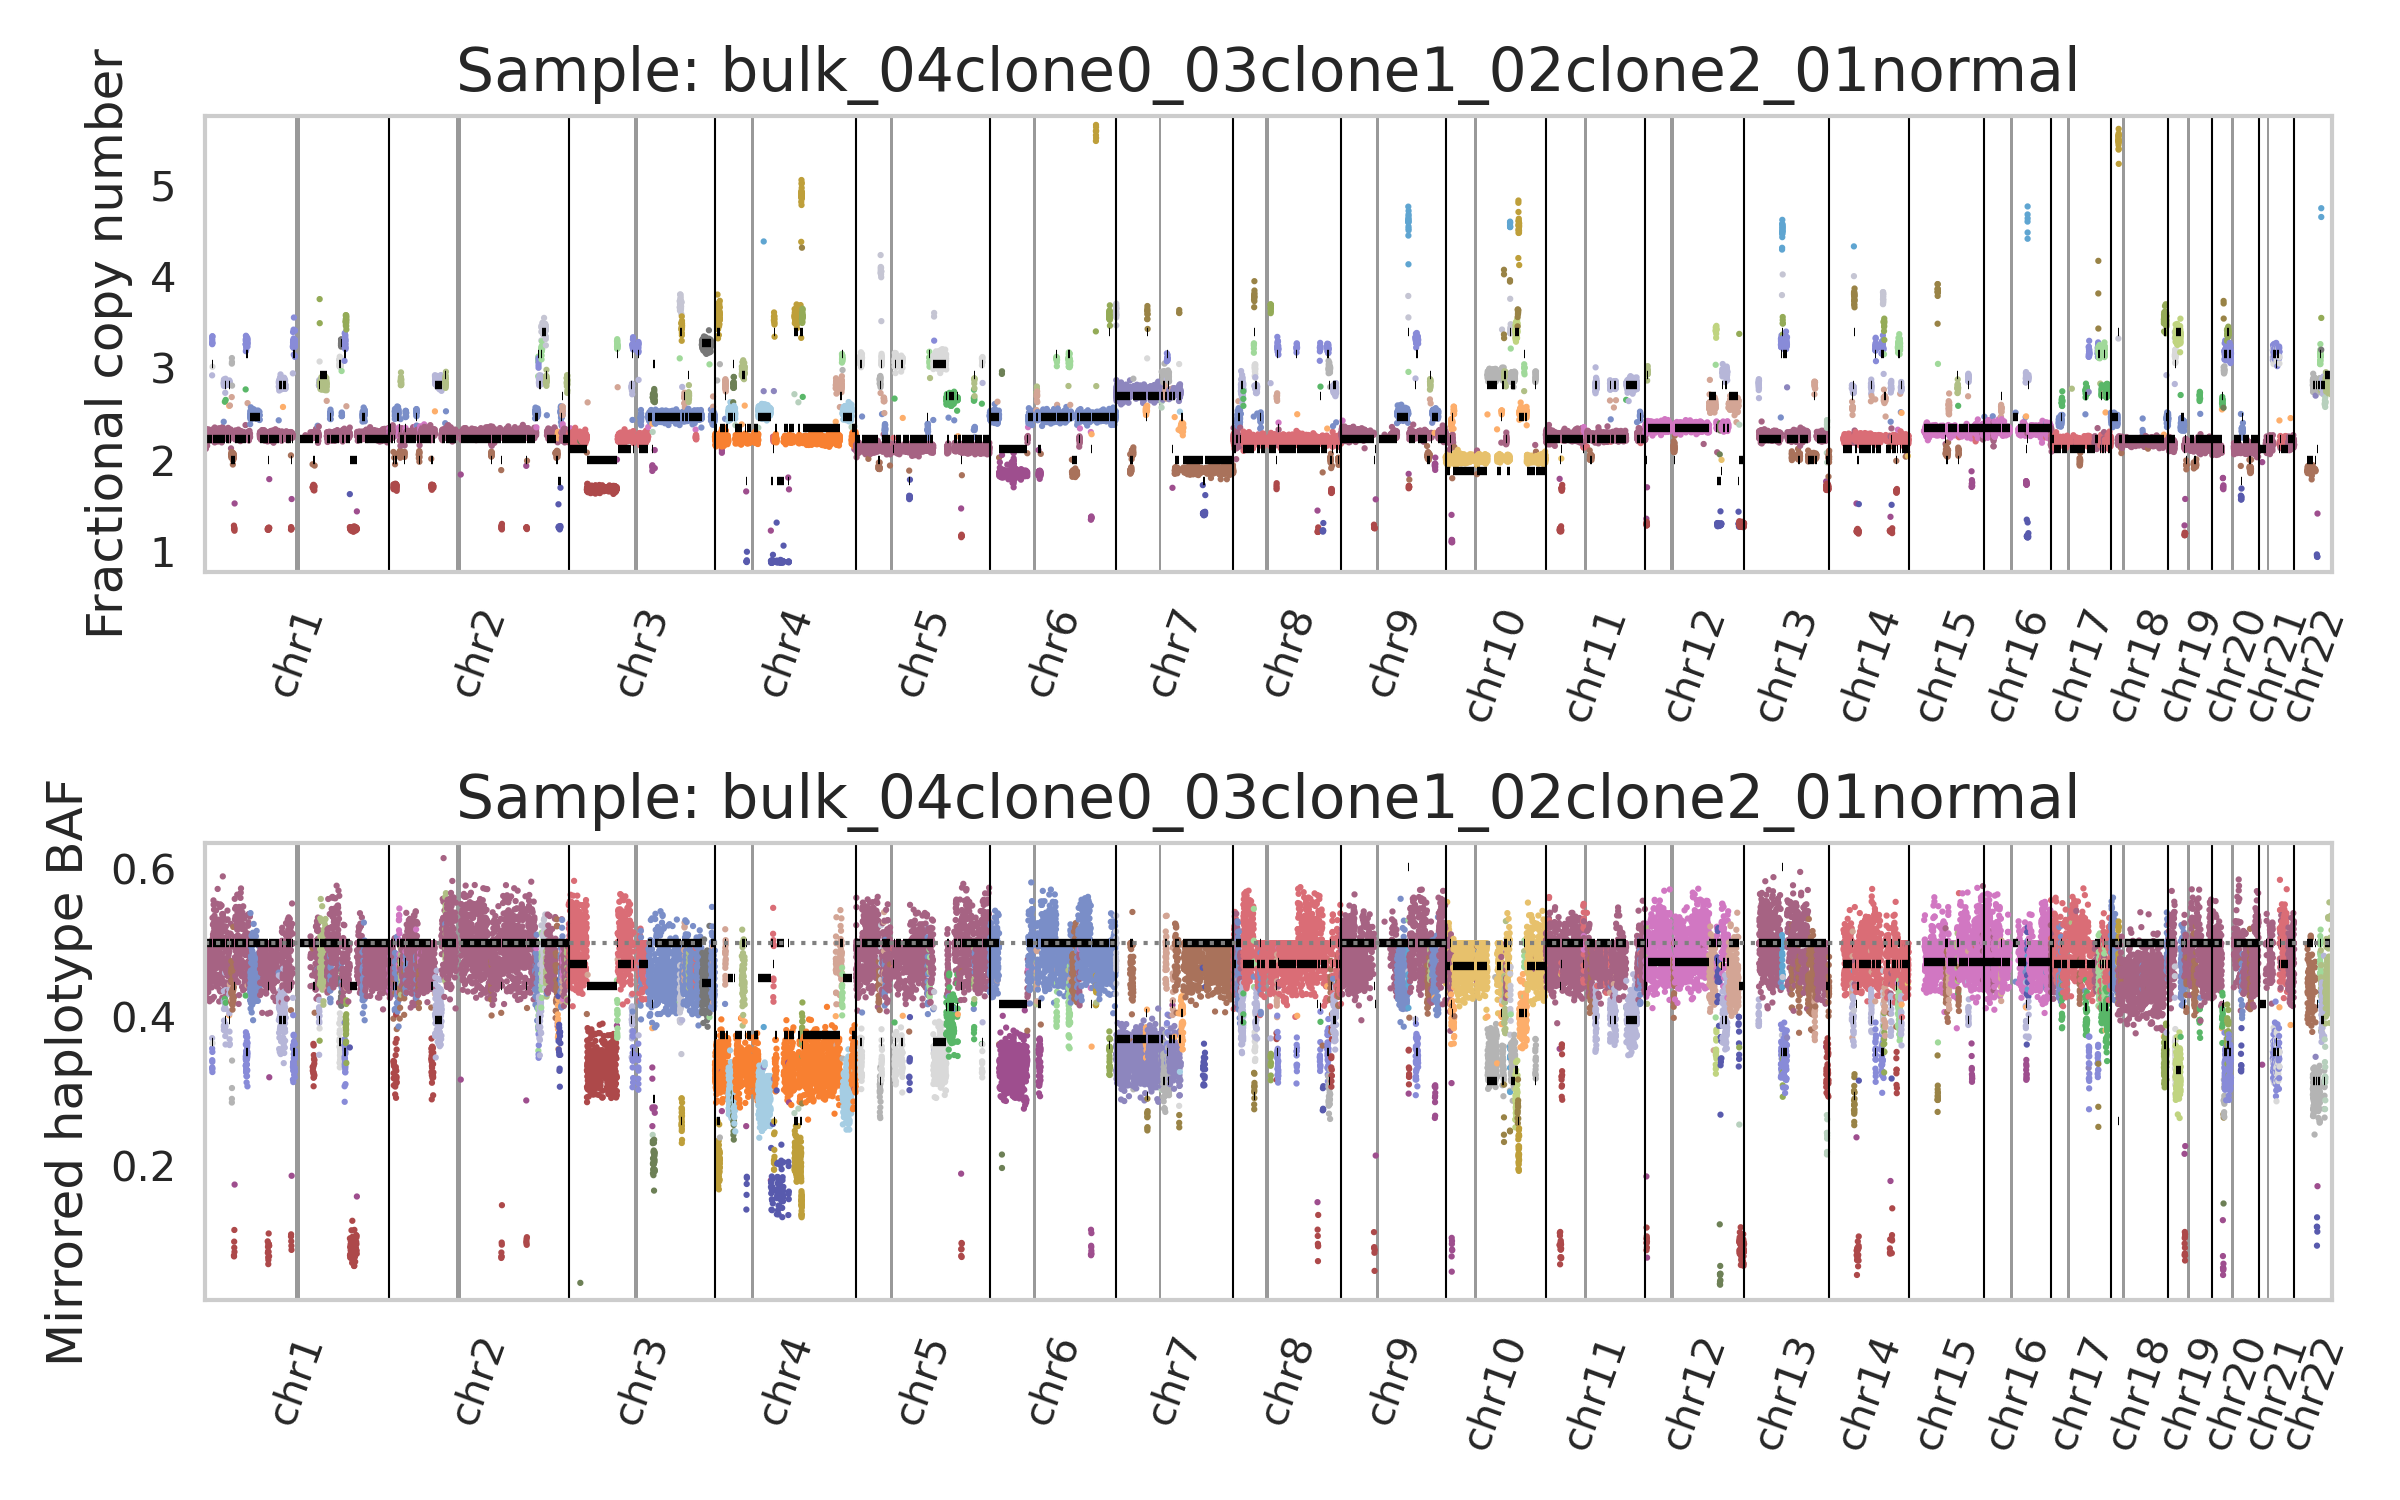 Sample: bulk_04clone0_03clone1_02clone2_01normal
Fractional copy number
5
4
3
2
1
chr1 chr2 chr3 chr4 chr5 chr6 chr7 chr8 chr9 chr10 chr11 chr12 chr13 chr14 chr15 chr16 chr17 chr18 chr19 chr20 chr21 chr22
Sample: bulk_04clone0_03clone1_02clone2_01normal
Mirrored haplotype BAF
0.6
0.4
0.2
chr1 chr2 chr3 chr4 chr5 chr6 chr7 chr8 chr9 chr10 chr11 chr12 chr13 chr14 chr15 chr16 chr17 chr18 chr19 chr20 chr21 chr22